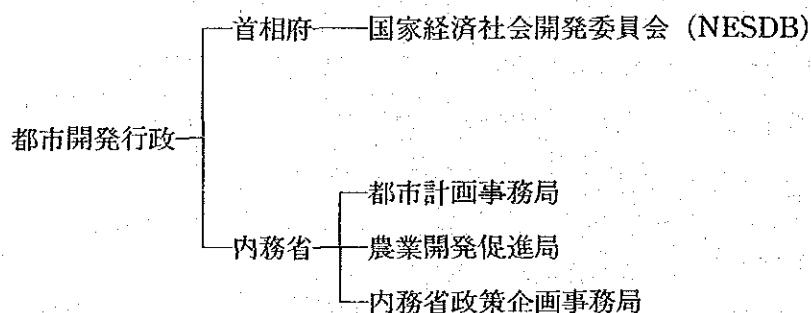 首相府
国家経済社会開発委員会 (NESDB)
都市開発行政
都市計画事務局
内務省
農業開発促進局
内務省政策企画事務局